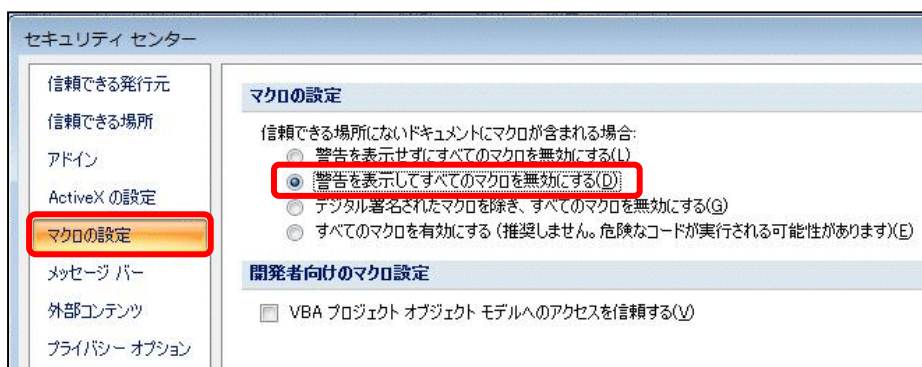 セキュリティ センター
信頼できる発行元
信頼できる場所
アドイン
ActiveX の設定
マクロの設定
メッセージ バー
外部コンテンツ
プライバシー オプション
マクロの設定
信頼できる場所にないドキュメントにマクロが含まれる場合:
警告を表示せずにすべてのマクロを無効にする(L)
警告を表示してすべてのマクロを無効にする(D)
デジタル署名されたマクロを除き、すべてのマクロを無効にする(G)
すべてのマクロを有効にする (推奨しません。危険なコードが実行される可能性があります)(E)
開発者向けのマクロ設定
VBA プロジェクト オブジェクト モデルへのアクセスを信頼する(V)